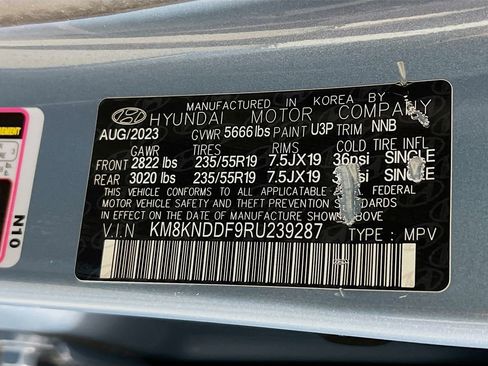 MANUFACTURED IN KOREA BY
HYUNDAI MOTOR COMPANY
AUG/2023 GVWR 5666lbs PAINT U3P TRIM NNB
GAWR TIRES RIMS COLD TIRE INFL
FRONT 2822 lbs 235/55R19 7.5JX19 36psi SINGLE
REAR 3020 lbs 235/55R19 7.5JX19 SINGLE
THIS VEHICLE CONFORMS TO ALL APPLICABLE U.S. FEDERAL
MOTOR VEHICLE SAFETY AND THEFT PREVENTION STANDARDS
IN EFFECT ON THE DATE OF MANUFACTURE SHOWN ABOVE
V.I.N KM8KNDDF9RU239287 TYPE : MPV
N10